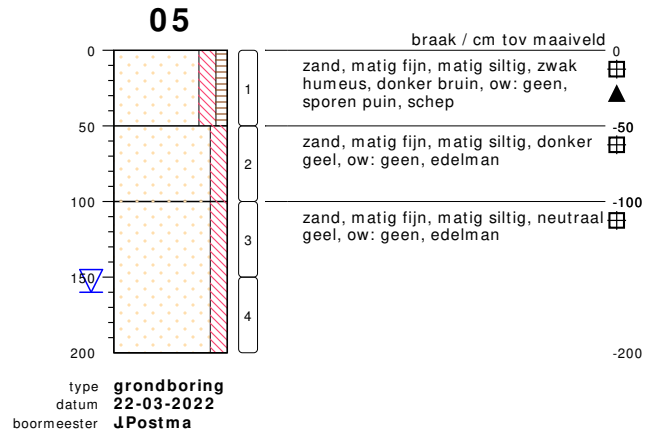 05
braak / cm tov maaiveld
0
0
zand, matig fijn, matig siltig, zwak
humeus, donker bruin, ow: geen,
sporen puin, schep
1
50
-50
zand, matig fijn, matig siltig, donker
geel, ow: geen, edelman
2
100
-100
zand, matig fijn, matig siltig, neutraal
geel, ow: geen, edelman
3
150
4
200
-200
type grondboring
datum 22-03-2022
boormeester J.Postma